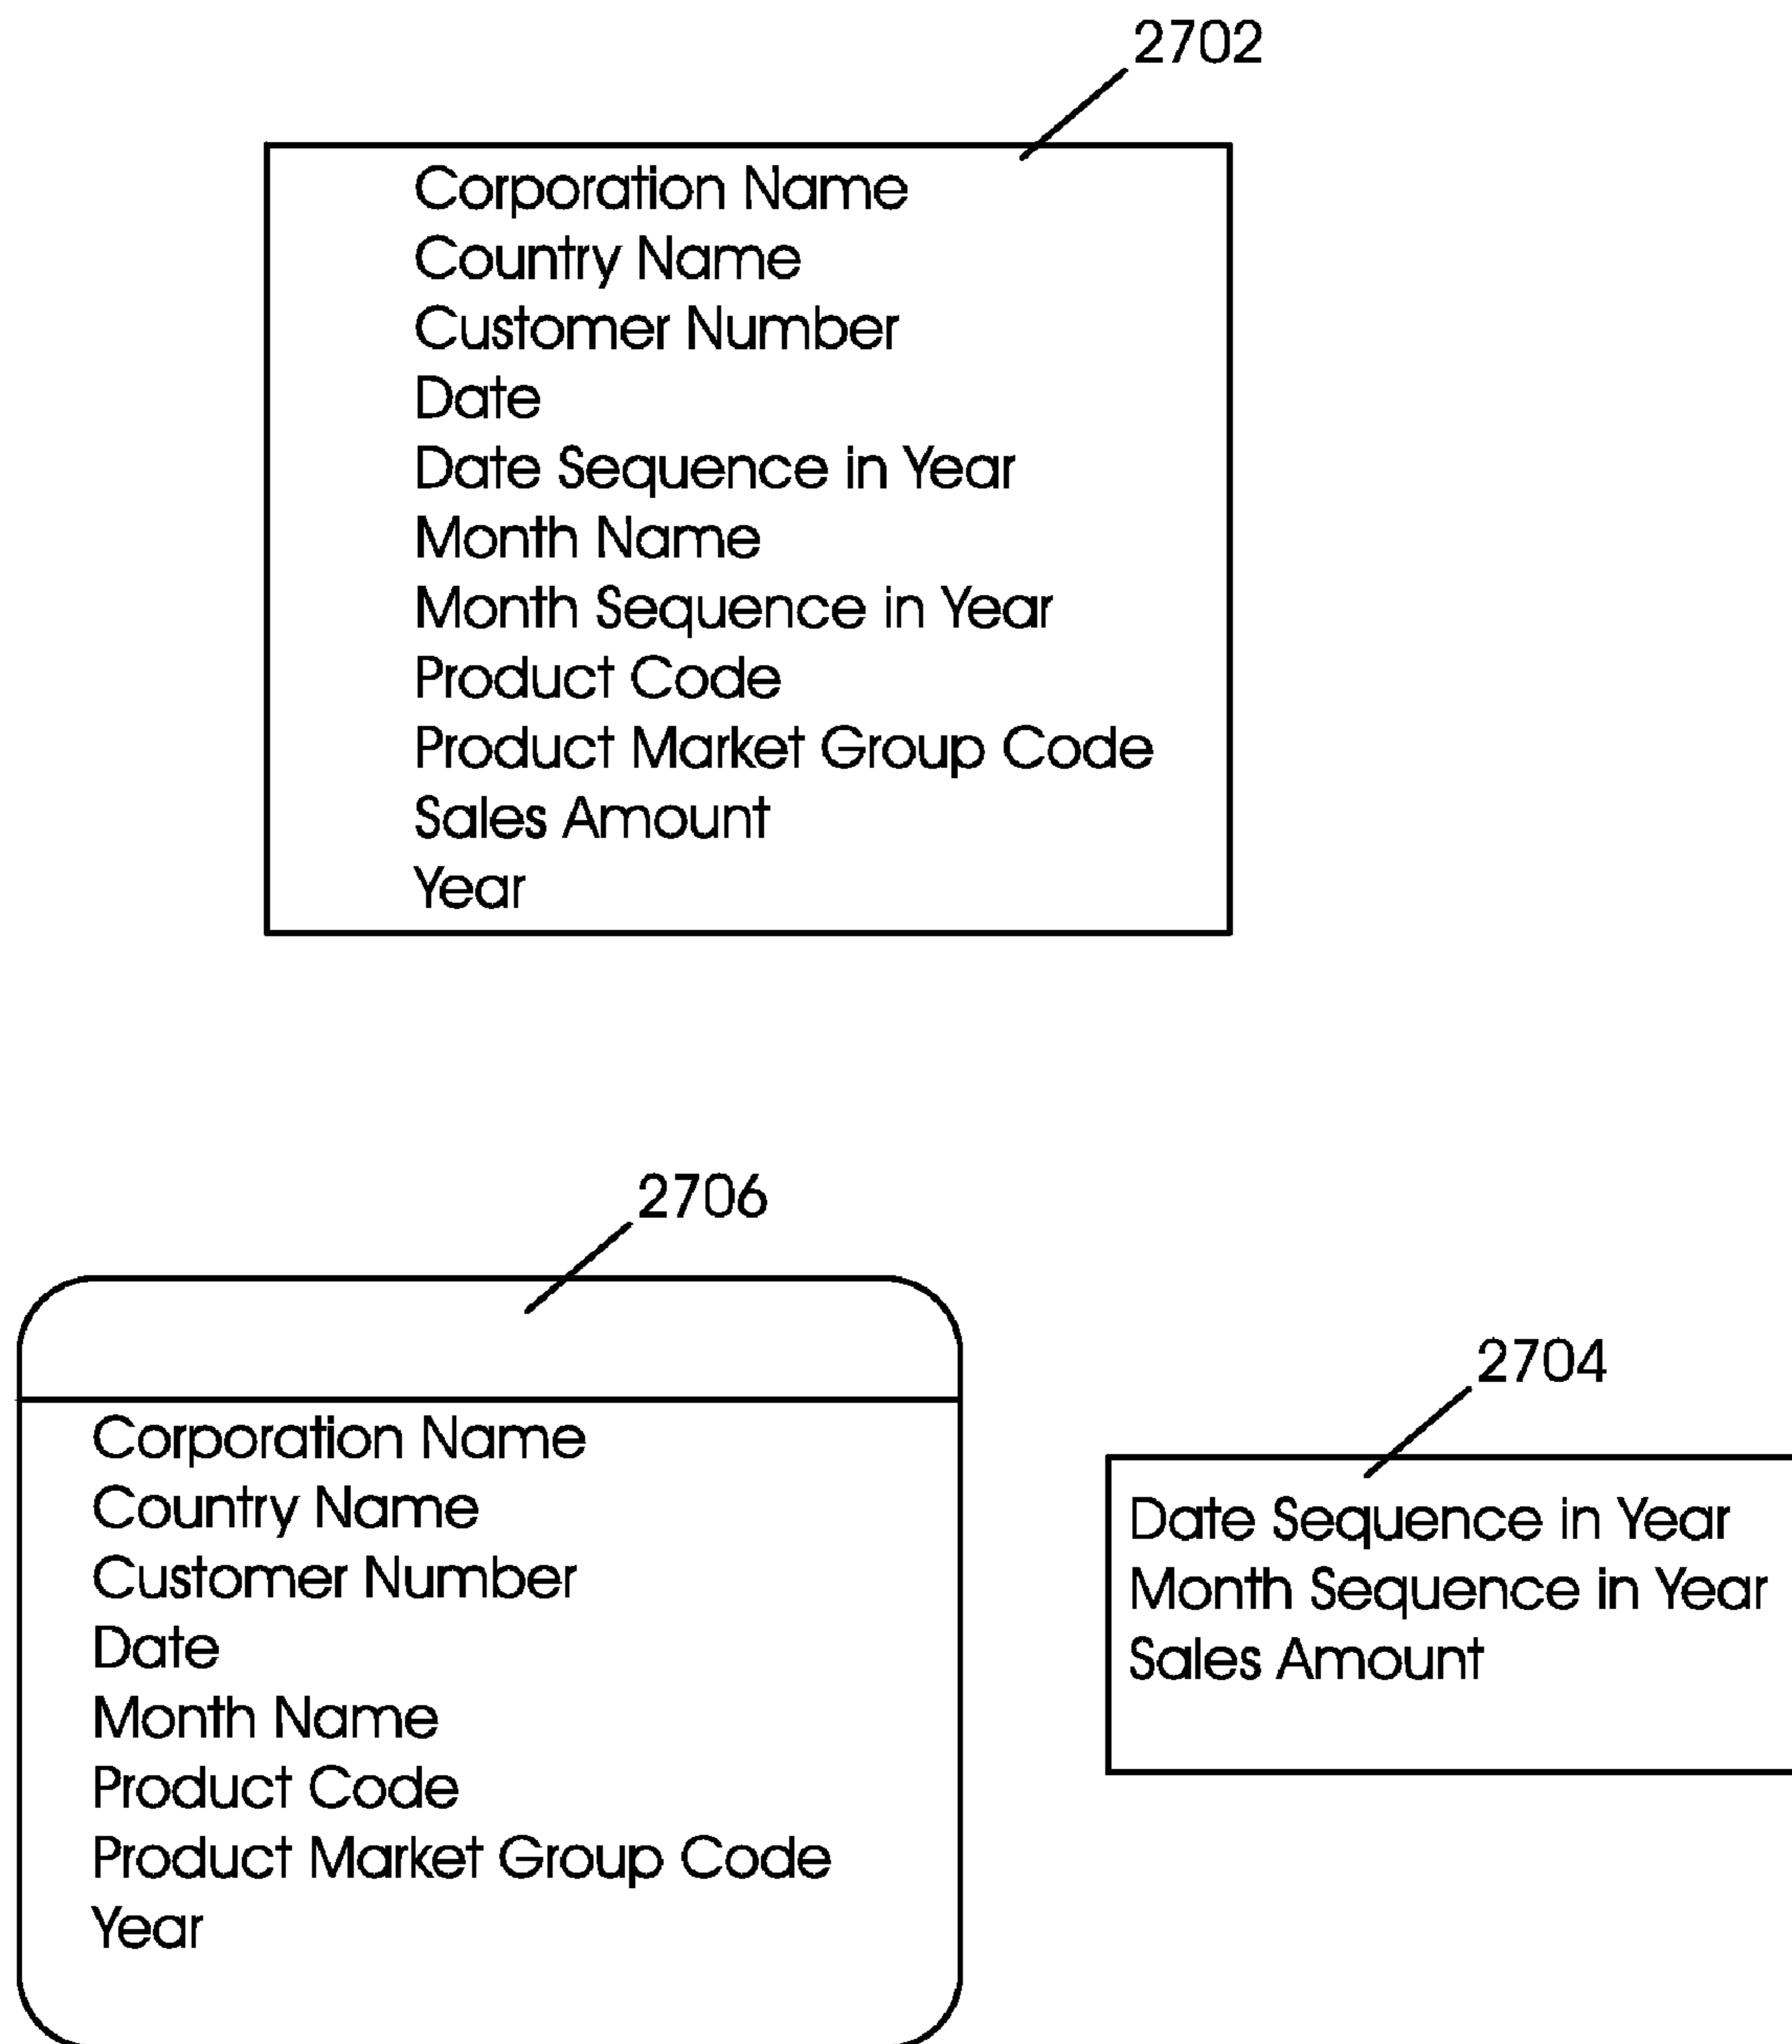 2702
Corporation Name
Country Name
Customer Number
Date
Date Sequence in Year
Month Name
Month Sequence in Year
Product Code
Product Market Group Code
Sales Amount
Year
2706
Corporation Name
Country Name
Customer Number
Date
Month Name
Product Code
Product Market Group Code
Year
2704
Date Sequence in Year
Month Sequence in Year
Sales Amount